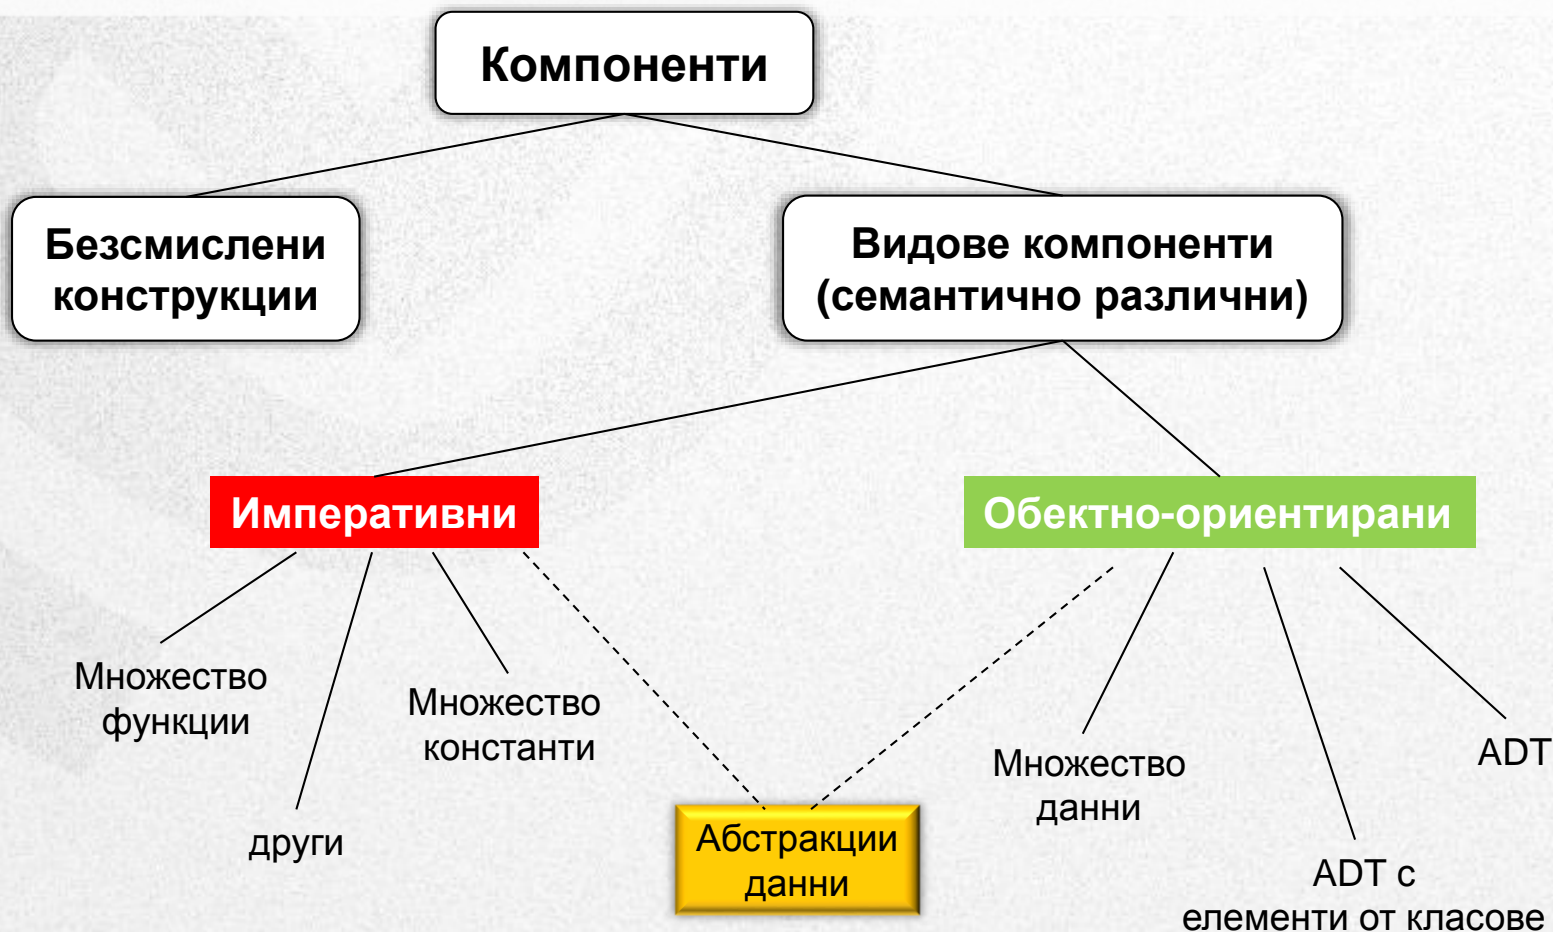 Компоненти
Безсмислени
конструкции
Видове компоненти
(семантично различни)
Императивни
Обектно-ориентирани
Множество
функции
други
Множество
константи
Абстракции
данни
Множество
данни
ADT с
елементи от класове
ADT